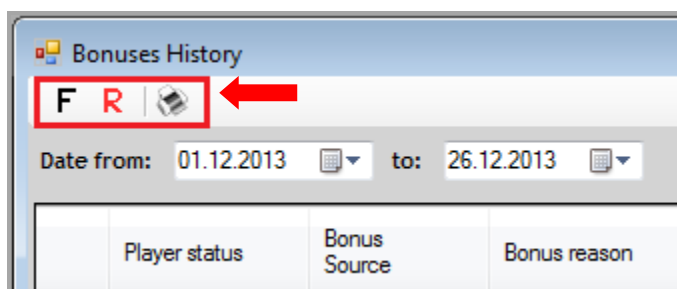 Bonuses History
F R
Date from: 01.12.2013 to: 26.12.2013
Player status Bonus Source Bonus reason